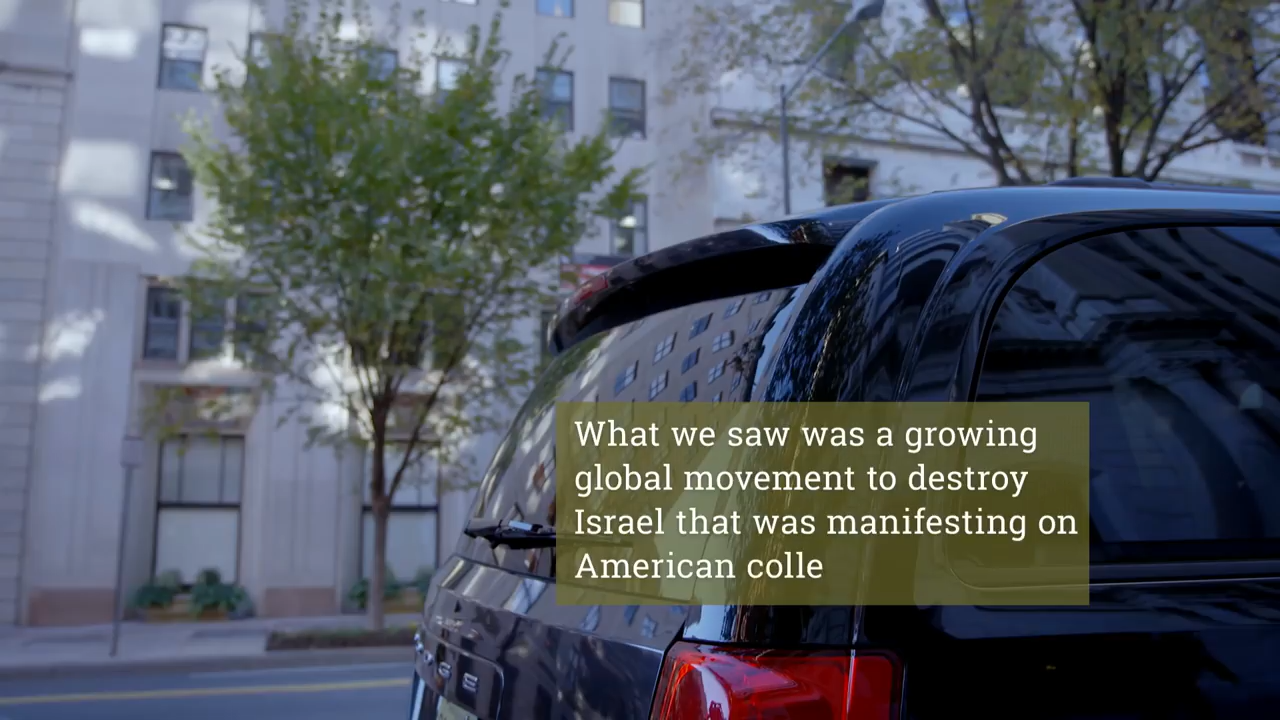 What we saw was a growing
global movement to destroy
Israel that was manifesting on
American colle